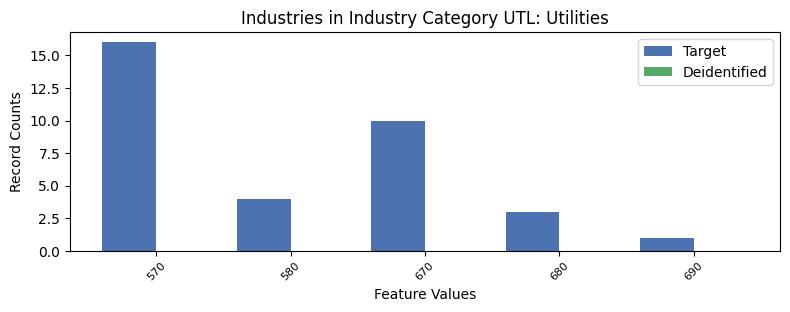 Industries in Industry Category UTL: Utilities
Record Counts
15.0
12.5
10.0
7.5
5.0
2.5
0.0
Target
Deidentified
570
580
670
680
690
Feature Values